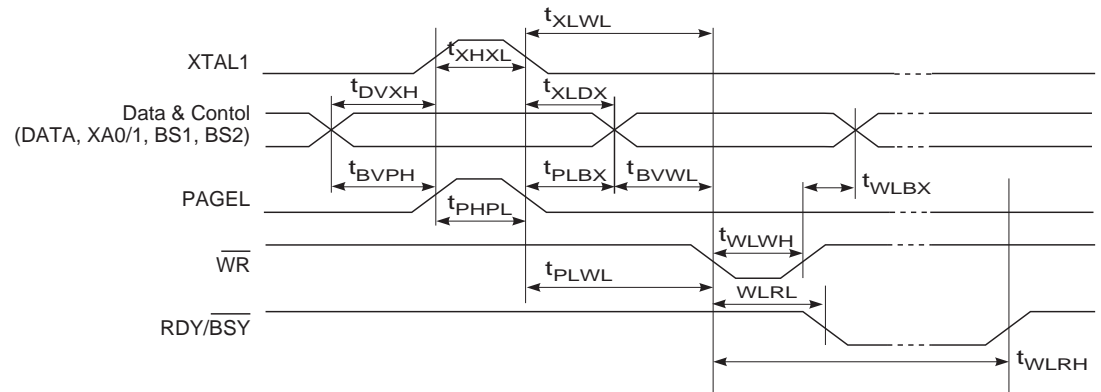 tXLWL
XTAL1
tXHXL
tDVXH
tXLDX
Data & Contol
(DATA, XA0/1, BS1, BS2)
tBVPH
tPLBX
tBVWL
tWLBX
PAGEL
tPHPL
tWLWH
WR
tPLWL
WLRL
RDY/BSY
tWLRH